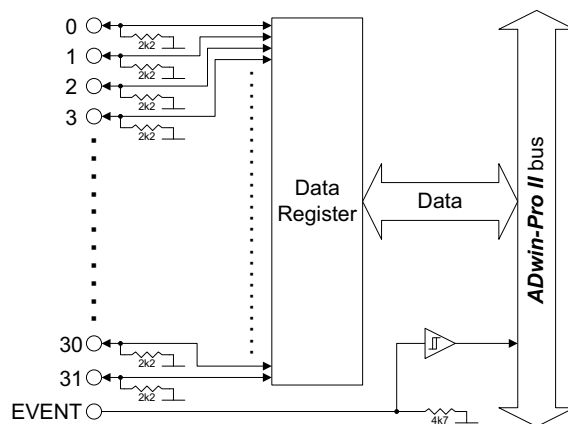 0
2k2
1
2k2
2
2k2
3
2k2
Data
Register
Data
ADwin-Pro II bus
30
2k2
31
2k2
EVENT
4k7